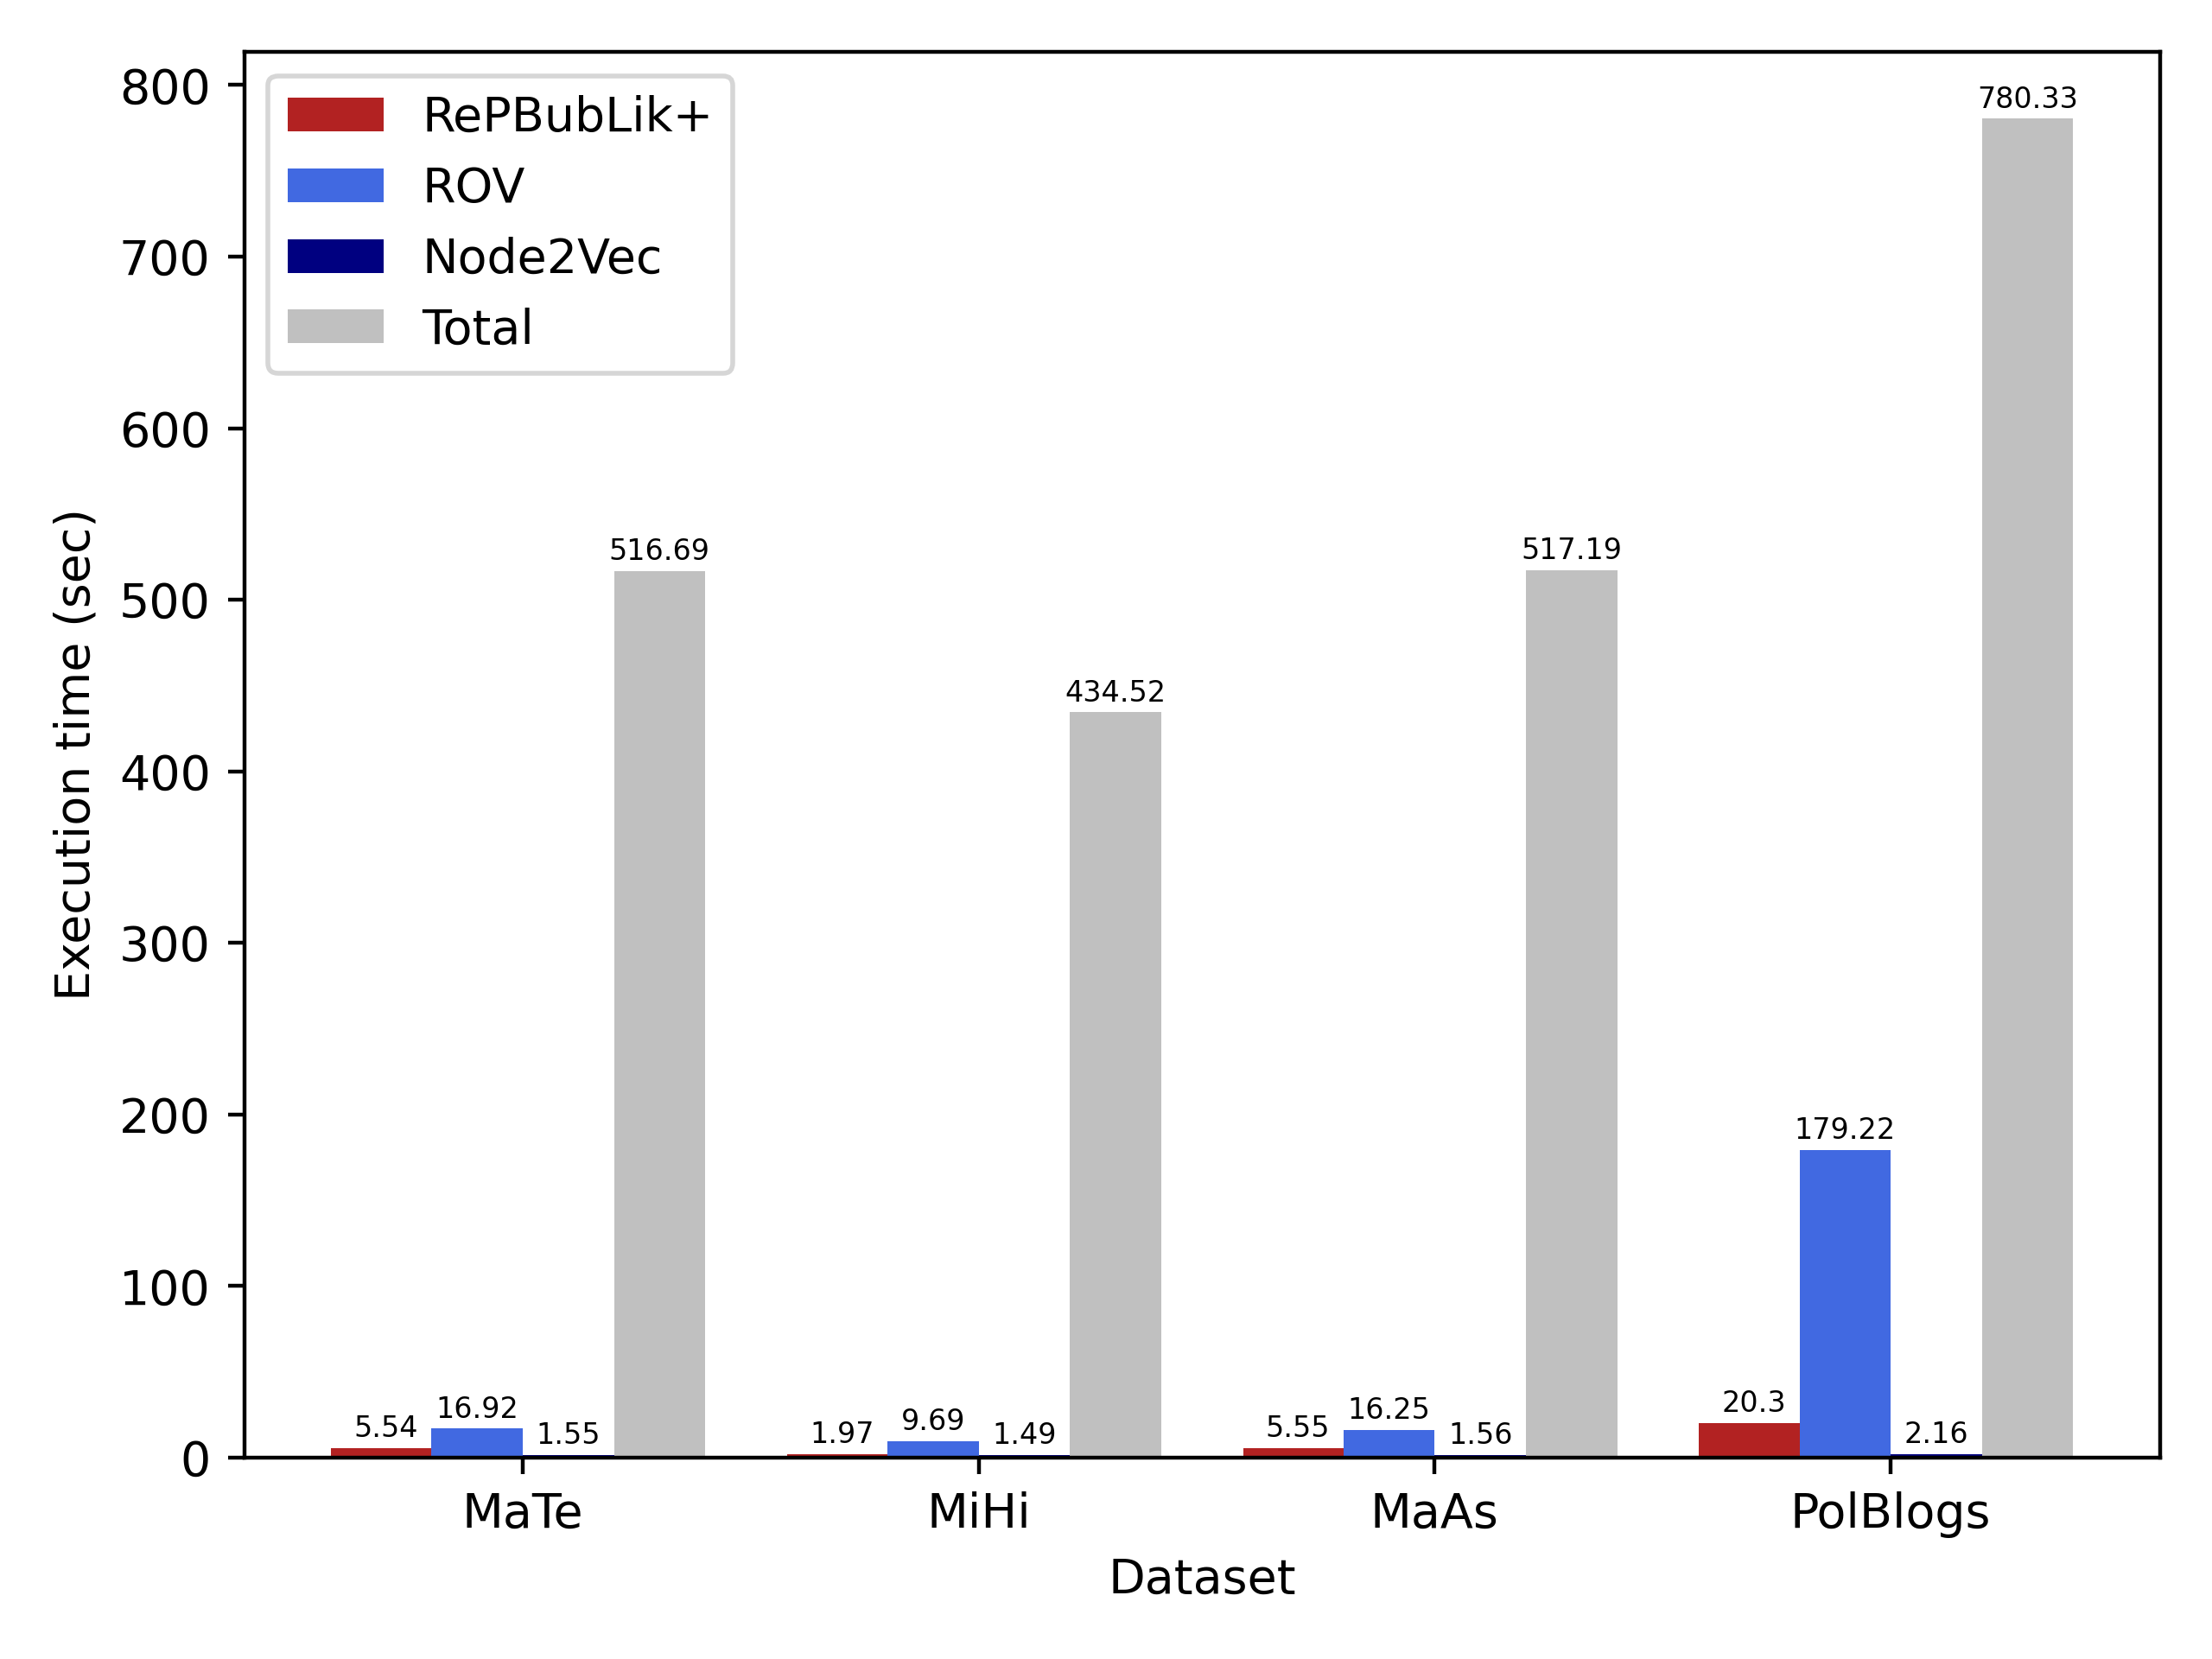 800
700
600
500
400
300
200
100
0
Execution time (sec)
RePBubLik+
ROV
Node2Vec
Total
5.54
16.92
1.55
516.69
1.97
9.69
1.49
434.52
5.55
16.25
1.56
517.19
20.3
179.22
2.16
780.33
MaTe
MiHi
MaAs
PolBlogs
Dataset